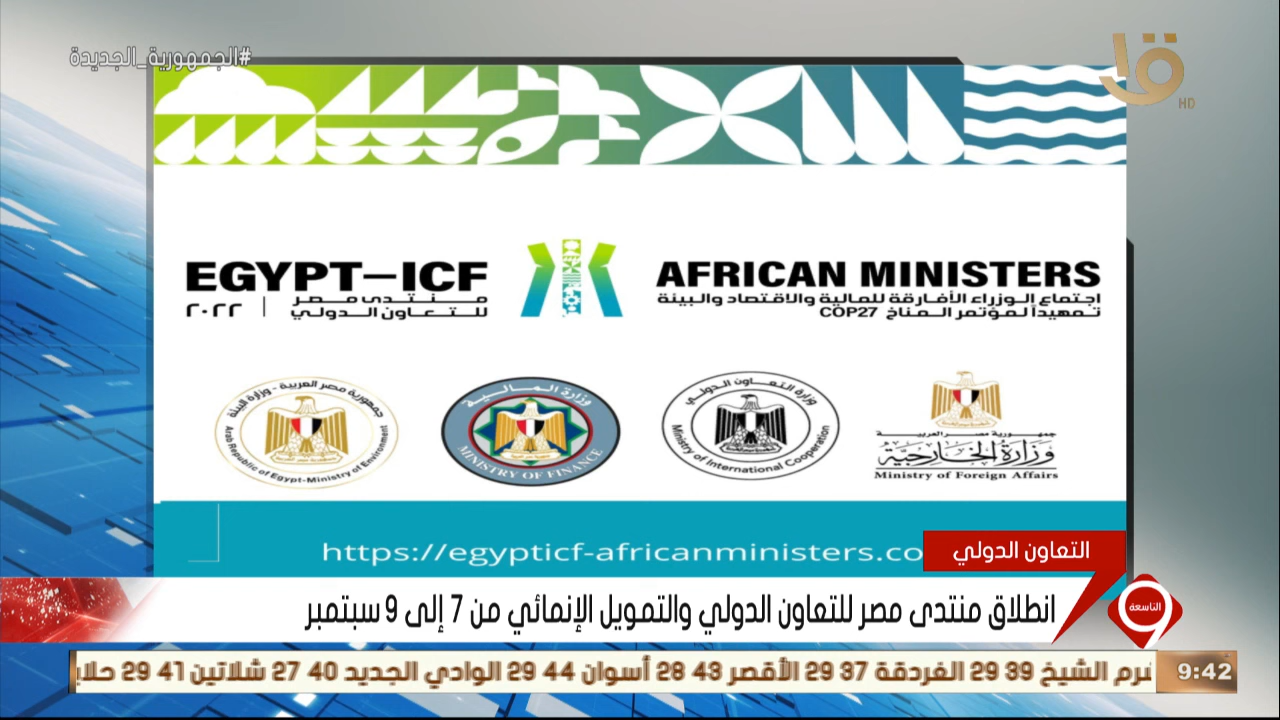 #الجمهورية_الجديدة
HD
EGYPT–ICF
منتدى مصر
للتعاون الدولي | ٢٠٢٢
AFRICAN MINISTERS
اجتماع الوزراء الأفارقة للمالية والاقتصاد والبيئة
تمهيداً لمؤتمر المناخ COP27
جمهورية مصر العربية - وزارة البيئة
Arab Republic of Egypt-Ministry of Environment
وزارة المالية
MINISTRY OF FINANCE
وزارة التعاون الدولي
Ministry of International Cooperation
جمهورية مصر العربية
وزارة الخارجية
Ministry of Foreign Affairs
https://egypticf-africanministers.co
التعاون الدولي
انطلاق منتدى مصر للتعاون الدولي والتمويل الإنمائي من 7 إلى 9 سبتمبر
التاسعة
9
شرم الشيخ 39 29 الغردقة 37 29 الأقصر 43 28 أسوان 44 29 الوادي الجديد 40 27 شلاتين 41 29 حلايـ
9:42